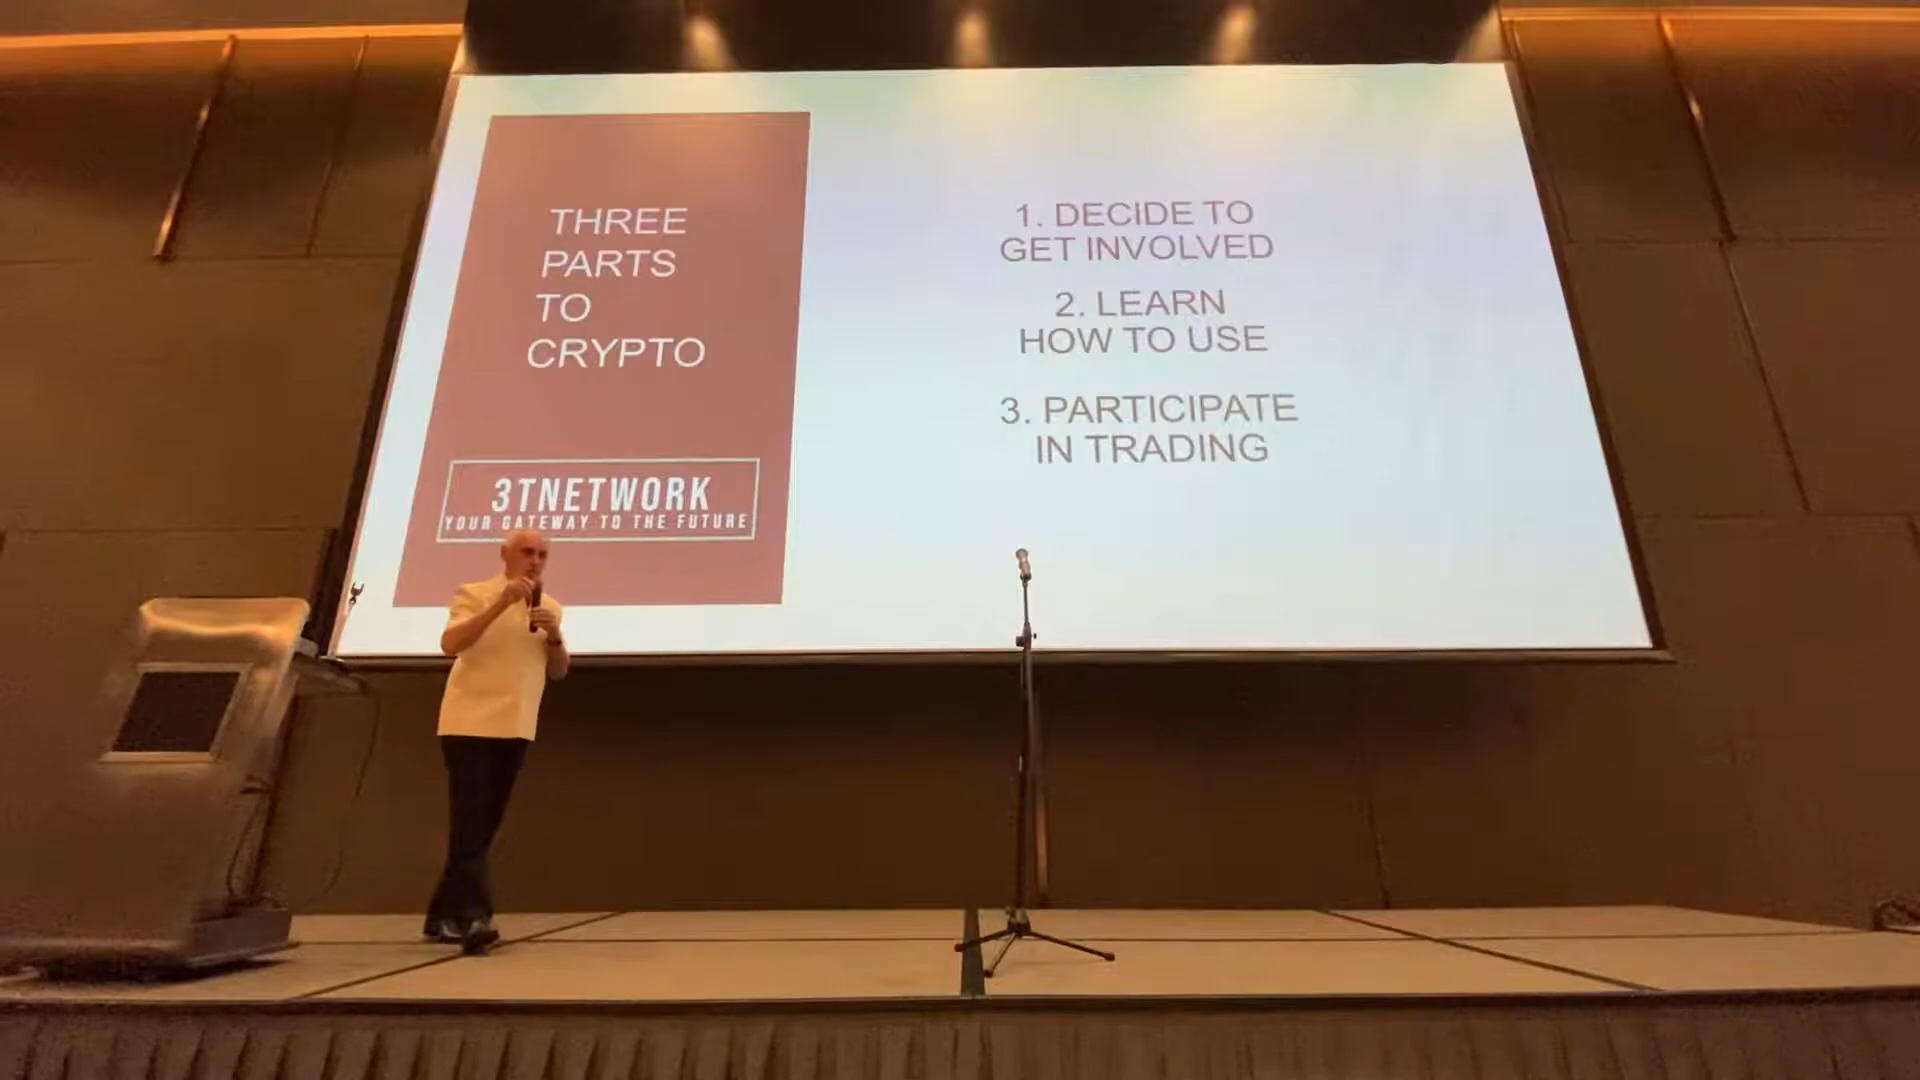 THREE
PARTS
TO
CRYPTO
3TNETWORK
YOUR GATEWAY TO THE FUTURE
1. DECIDE TO
GET INVOLVED
2. LEARN
HOW TO USE
3. PARTICIPATE
IN TRADING